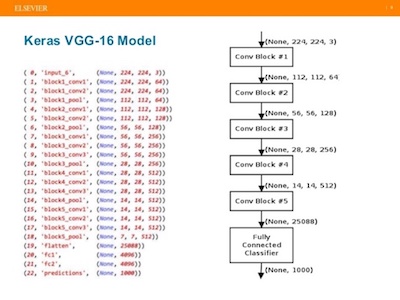 ELSEVIER
Keras VGG-16 Model
( 0, 'input_6', (None, 224, 224, 3))
( 1, 'block1_conv1', (None, 224, 224, 64))
( 2, 'block1_conv2', (None, 224, 224, 64))
( 3, 'block1_pool', (None, 112, 112, 64))
( 4, 'block2_conv1', (None, 112, 112, 128))
( 5, 'block2_conv2', (None, 112, 112, 128))
( 6, 'block2_pool', (None, 56, 56, 128))
( 7, 'block3_conv1', (None, 56, 56, 256))
( 8, 'block3_conv2', (None, 56, 56, 256))
( 9, 'block3_conv3', (None, 56, 56, 256))
(10, 'block3_pool', (None, 28, 28, 256))
(11, 'block4_conv1', (None, 28, 28, 512))
(12, 'block4_conv2', (None, 28, 28, 512))
(13, 'block4_conv3', (None, 28, 28, 512))
(14, 'block4_pool', (None, 14, 14, 512))
(15, 'block5_conv1', (None, 14, 14, 512))
(16, 'block5_conv2', (None, 14, 14, 512))
(17, 'block5_conv3', (None, 14, 14, 512))
(18, 'block5_pool', (None, 7, 7, 512))
(19, 'flatten', (None, 25088))
(20, 'fc1', (None, 4096))
(21, 'fc2', (None, 4096))
(22, 'predictions', (None, 1000))
(None, 224, 224, 3)
Conv Block #1
(None, 112, 112, 64
Conv Block #2
(None, 56, 56, 128)
Conv Block #3
(None, 28, 28, 256)
Conv Block #4
(None, 14, 14, 512)
Conv Block #5
(None, 25088)
Fully
Connected
Classifier
(None, 1000)